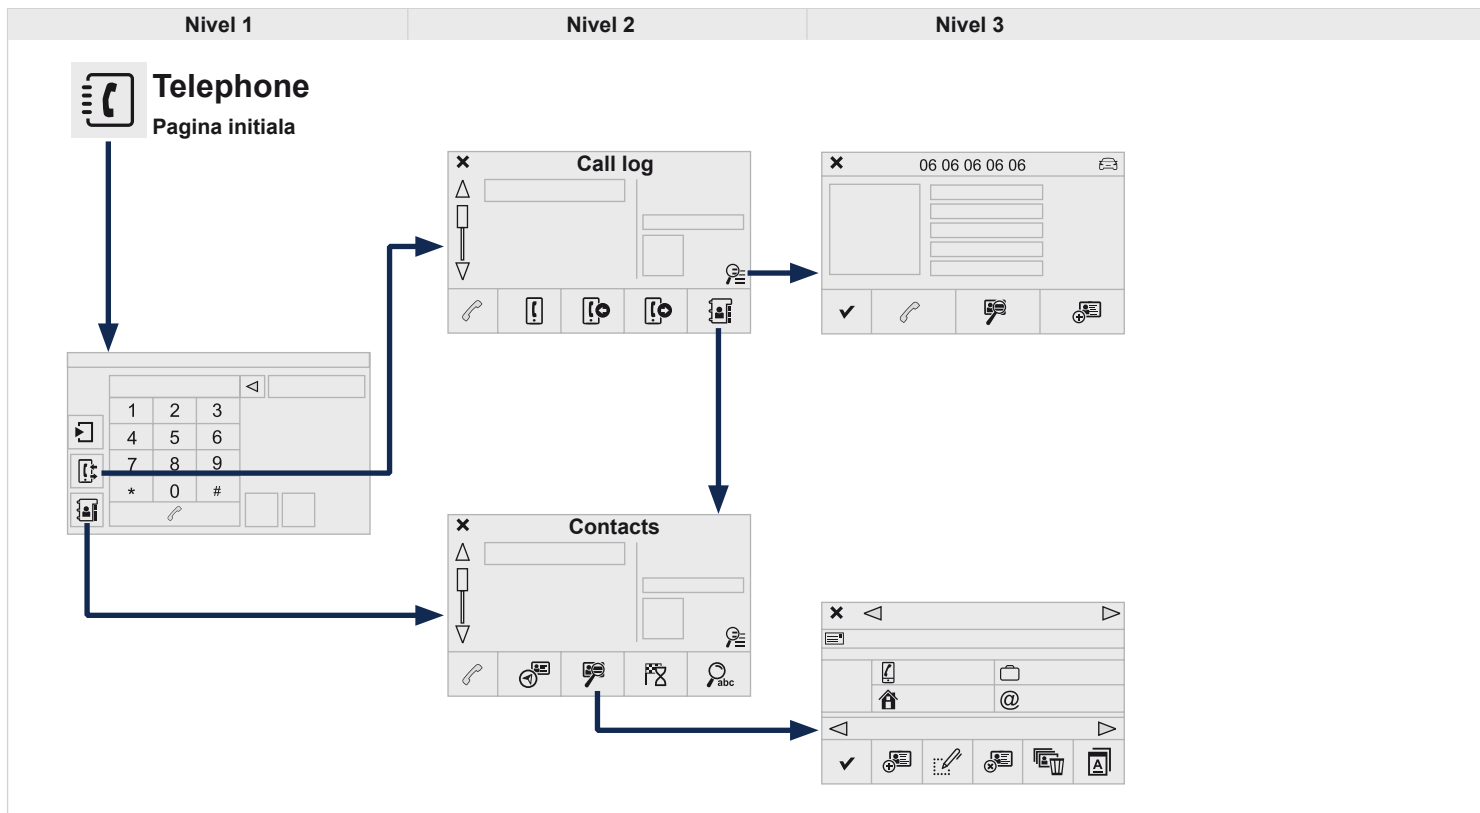 Nivel 1 Nivel 2 Nivel 3
Telephone
Pagina initiala
Call log
06 06 06 06 06
1 2 3
4 5 6
7 8 9
* 0 #
Contacts
abc
@
A